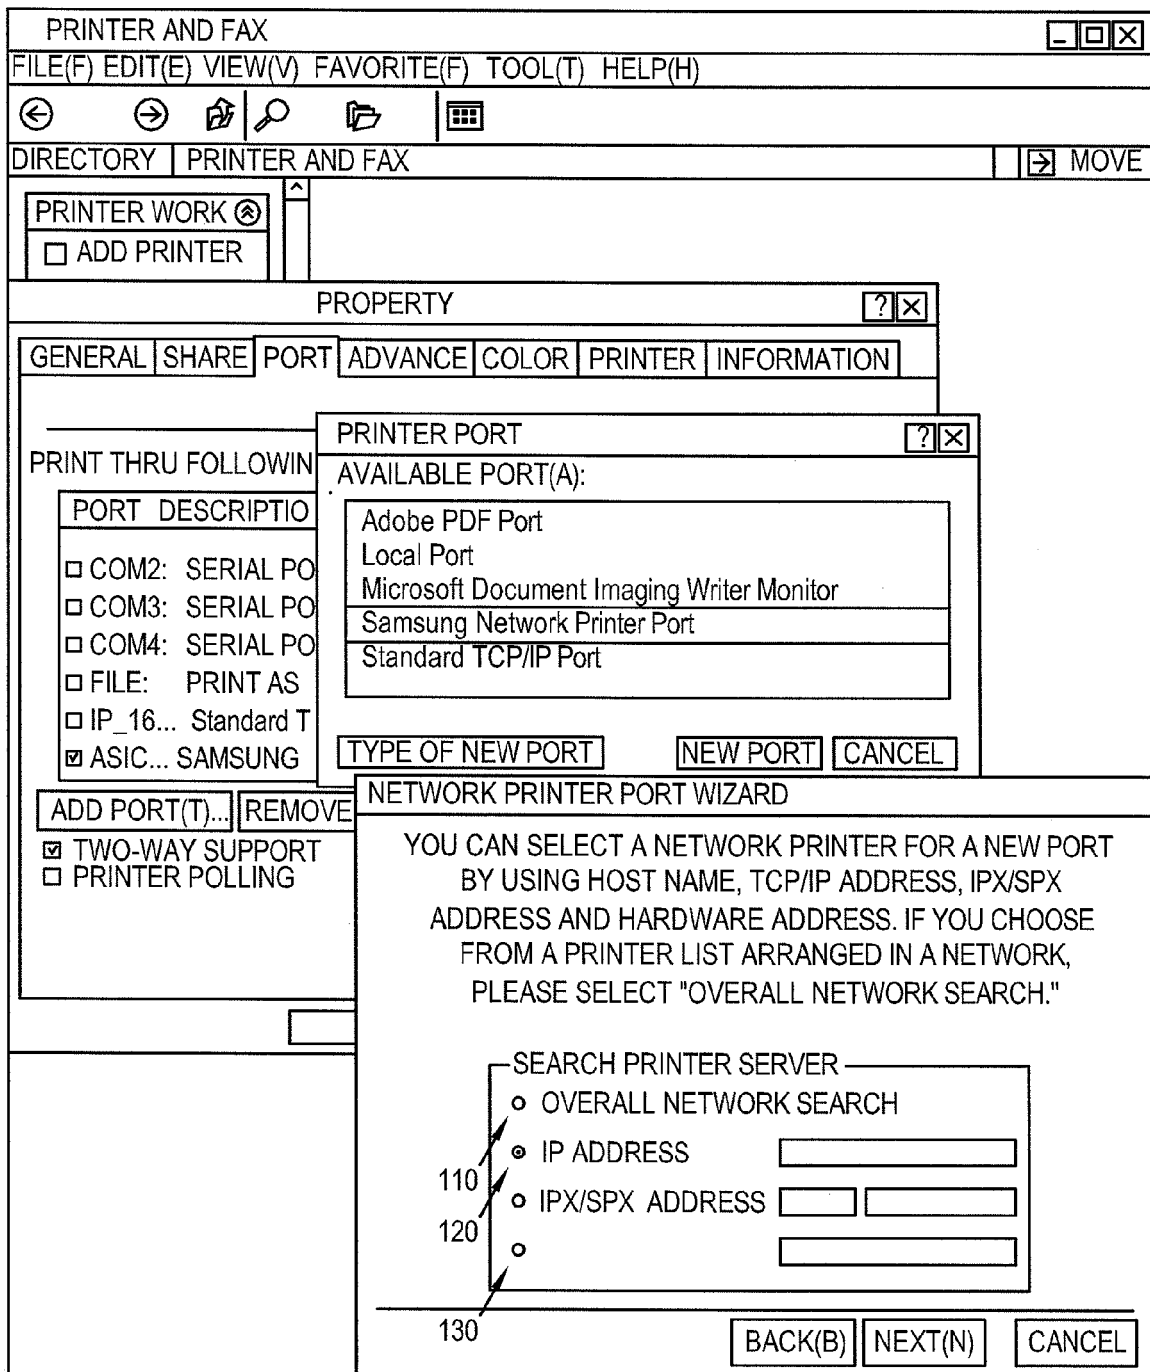 PRINTER AND FAX
FILE(F) EDIT(E) VIEW(V) FAVORITE(F) TOOL(T) HELP(H)
DIRECTORY PRINTER AND FAX MOVE
PRINTER WORK
ADD PRINTER
PROPERTY ?
GENERAL SHARE PORT ADVANCE COLOR PRINTER INFORMATION
PRINT THRU FOLLOWIN
PORT DESCRIPTIO
COM2: SERIAL PO
COM3: SERIAL PO
COM4: SERIAL PO
FILE: PRINT AS
IP_16... Standard T
ASIC... SAMSUNG
ADD PORT(T)... REMOVE
TWO-WAY SUPPORT
PRINTER POLLING
PRINTER PORT ?
AVAILABLE PORT(A):
Adobe PDF Port
Local Port
Microsoft Document Imaging Writer Monitor
Samsung Network Printer Port
Standard TCP/IP Port
TYPE OF NEW PORT NEW PORT CANCEL
NETWORK PRINTER PORT WIZARD
YOU CAN SELECT A NETWORK PRINTER FOR A NEW PORT
BY USING HOST NAME, TCP/IP ADDRESS, IPX/SPX
ADDRESS AND HARDWARE ADDRESS. IF YOU CHOOSE
FROM A PRINTER LIST ARRANGED IN A NETWORK,
PLEASE SELECT "OVERALL NETWORK SEARCH."
SEARCH PRINTER SERVER
OVERALL NETWORK SEARCH
IP ADDRESS
110
IPX/SPX ADDRESS
120
130
BACK(B) NEXT(N) CANCEL